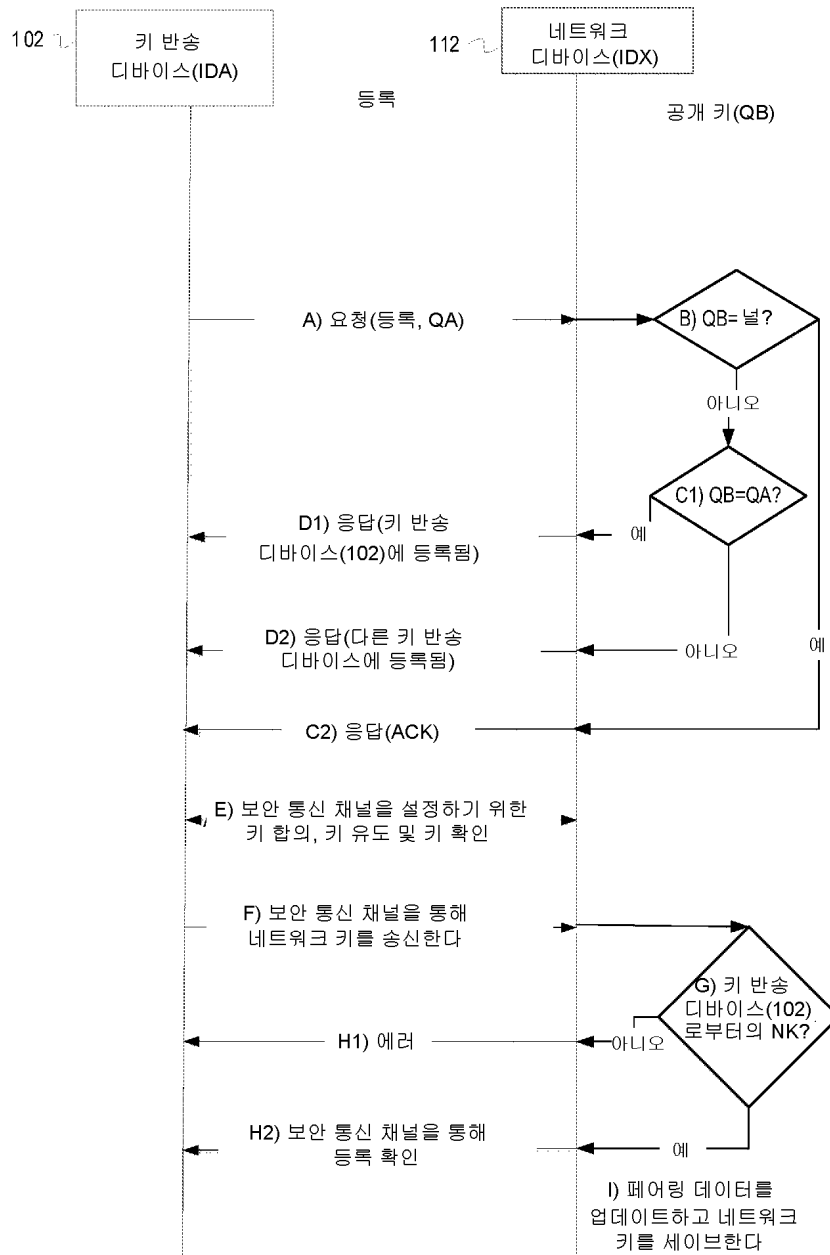 102
키 반송
디바이스(IDA)
112
네트워크
디바이스(IDX)
등록
공개 키(QB)
A) 요청(등록, QA)
B) QB= 널?
아니오
C1) QB=QA?
예
D1) 응답(키 반송
디바이스(102)에 등록됨)
D2) 응답(다른 키 반송
디바이스에 등록됨)
아니오
예
C2) 응답(ACK)
E) 보안 통신 채널을 설정하기 위한
키 합의, 키 유도 및 키 확인
F) 보안 통신 채널을 통해
네트워크 키를 송신한다
G) 키 반송
디바이스(102)
로부터의 NK?
아니오
H1) 에러
H2) 보안 통신 채널을 통해
등록 확인
예
I) 페어링 데이터를
업데이트하고 네트워크
키를 세이브한다